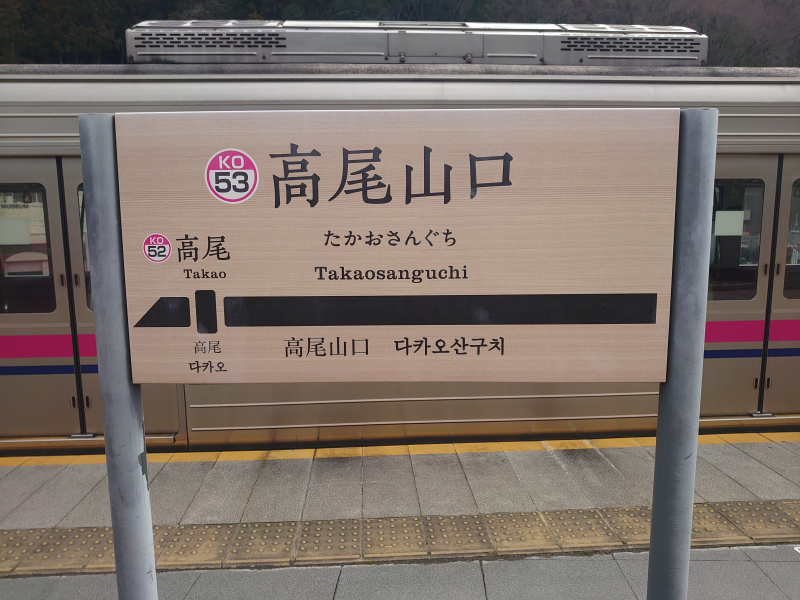 KO
53
高尾山口
たかおさんぐち
Takaosanguchi
KO
52
高尾
Takao
高尾
다카오
高尾山口 다카오산구치
MUSEUM